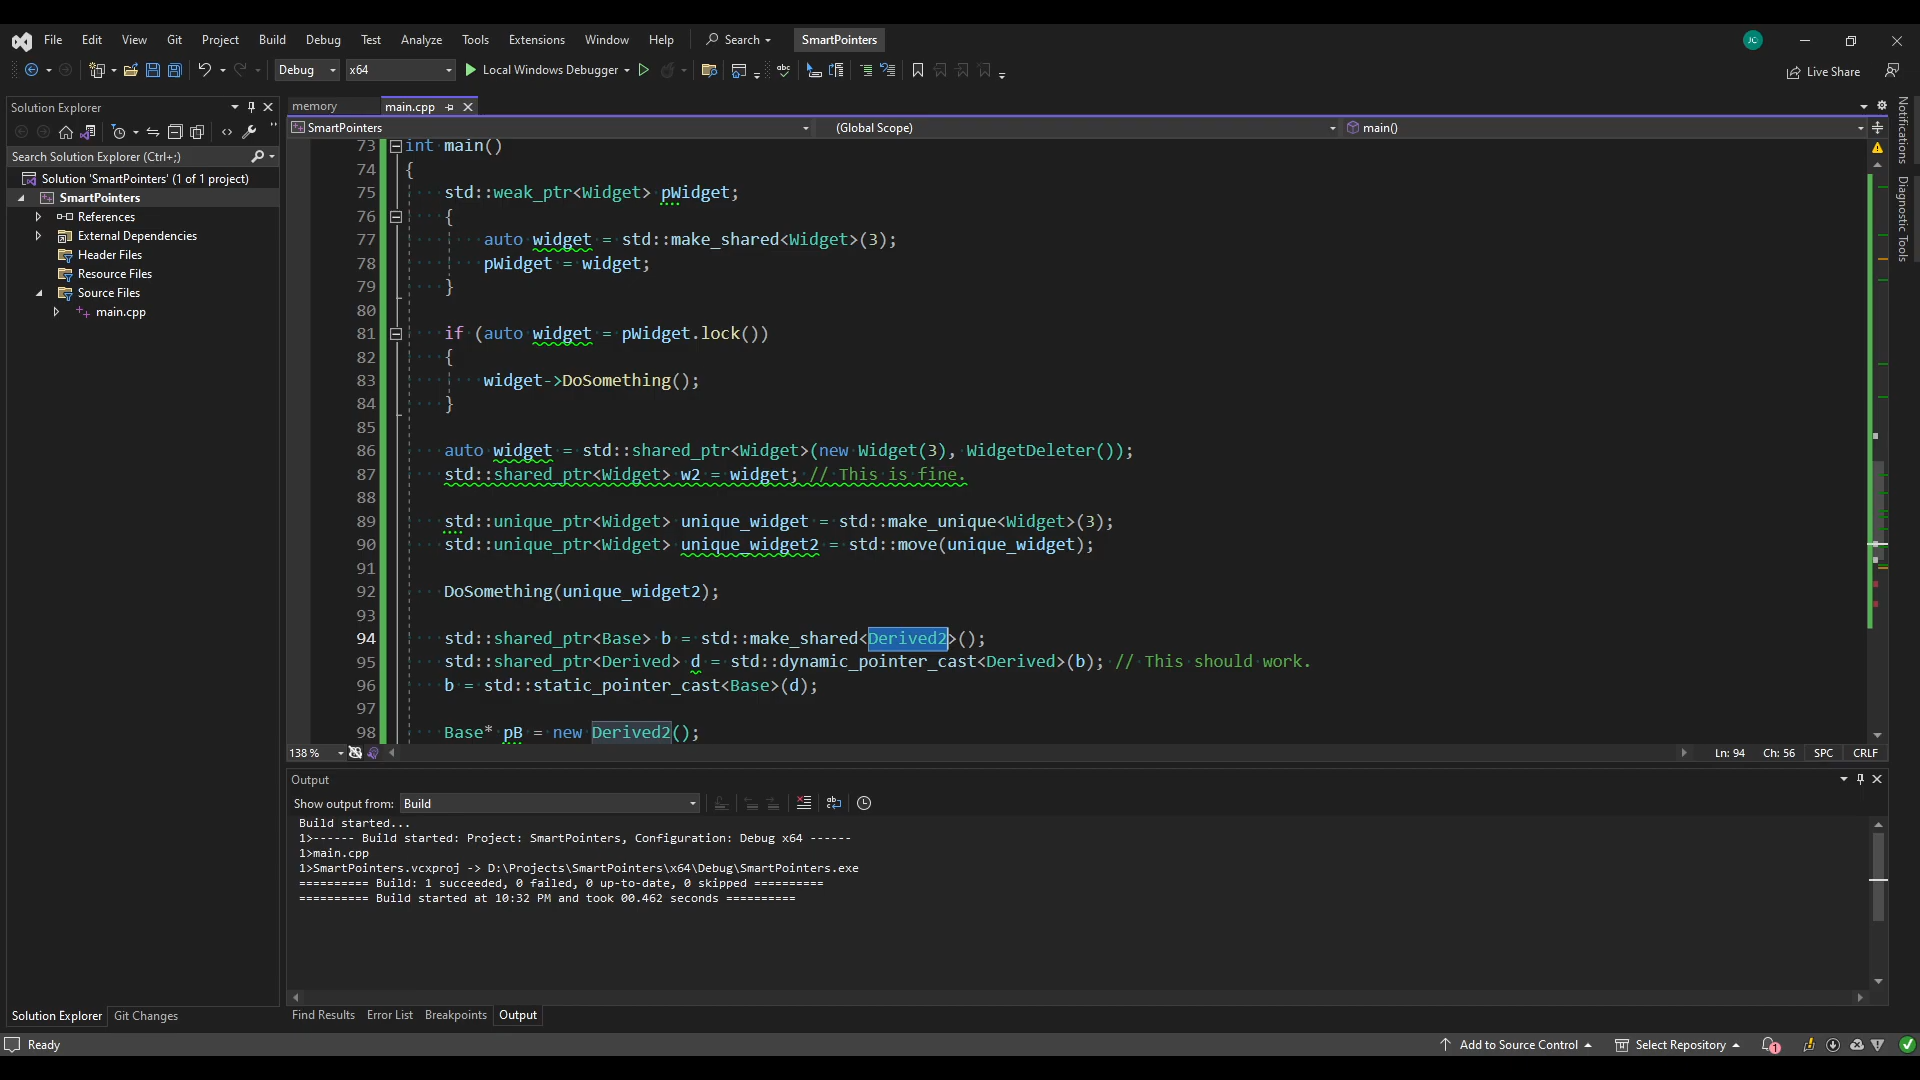 File Edit View Git Project Build Debug Test Analyze Tools Extensions Window Help Search SmartPointers JC
Debug x64 Local Windows Debugger Live Share
Solution Explorer
Search Solution Explorer (Ctrl+;)
Solution 'SmartPointers' (1 of 1 project)
SmartPointers
References
External Dependencies
Header Files
Resource Files
Source Files
main.cpp
Solution Explorer Git Changes
memory main.cpp
SmartPointers (Global Scope) main()
73 int main()
74 {
75 std::weak_ptr<Widget> pWidget;
76 {
77 auto widget = std::make_shared<Widget>(3);
78 pWidget = widget;
79 }
80
81 if (auto widget = pWidget.lock())
82 {
83 widget->DoSomething();
84 }
85
86 auto widget = std::shared_ptr<Widget>(new Widget(3), WidgetDeleter());
87 std::shared_ptr<Widget> w2 = widget; // This is fine.
88
89 std::unique_ptr<Widget> unique_widget = std::make_unique<Widget>(3);
90 std::unique_ptr<Widget> unique_widget2 = std::move(unique_widget);
91
92 DoSomething(unique_widget2);
93
94 std::shared_ptr<Base> b = std::make_shared<Derived2>();
95 std::shared_ptr<Derived> d = std::dynamic_pointer_cast<Derived>(b); // This should work.
96 b = std::static_pointer_cast<Base>(d);
97
98 Base* pB = new Derived2();
138 % Ln: 94 Ch: 56 SPC CRLF
Output
Show output from: Build
Build started...
1>------ Build started: Project: SmartPointers, Configuration: Debug x64 ------
1>main.cpp
1>SmartPointers.vcxproj -> D:\Projects\SmartPointers\x64\Debug\SmartPointers.exe
========== Build: 1 succeeded, 0 failed, 0 up-to-date, 0 skipped ==========
========== Build started at 10:32 PM and took 00.462 seconds ==========
Find Results Error List Breakpoints Output
Notifications
Diagnostic Tools
Ready Add to Source Control Select Repository 1